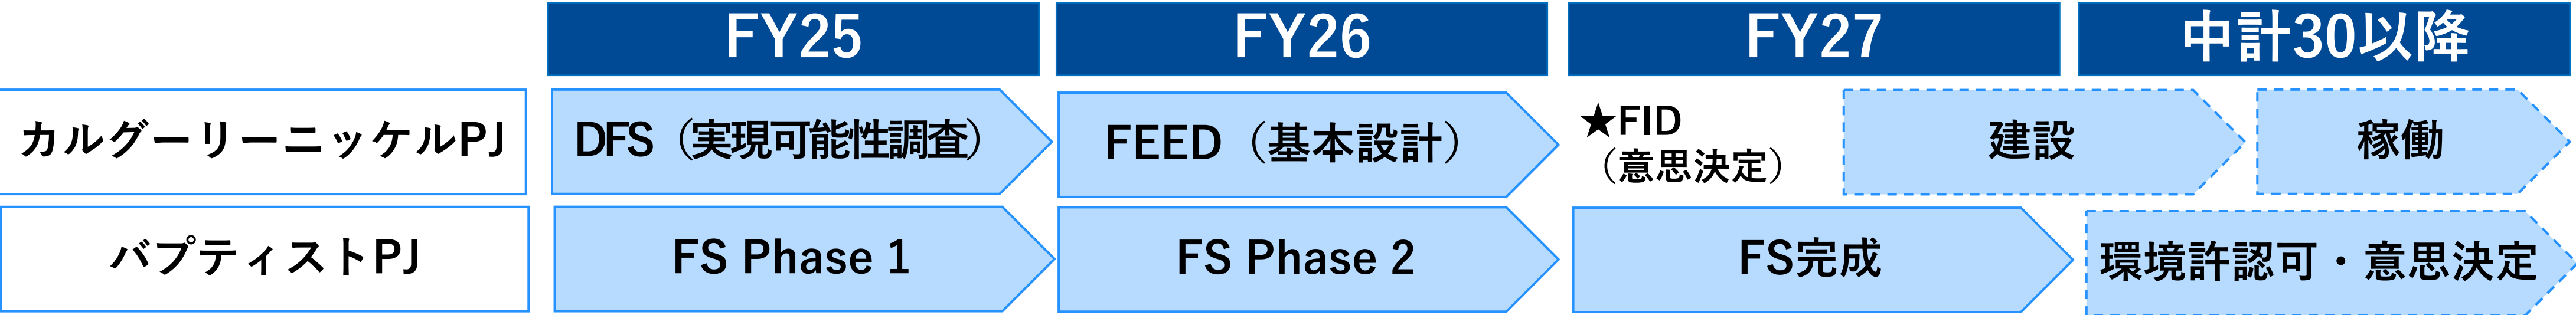 FY25
FY26
FY27
中計30以降
カルグーリーニッケルPJ
DFS（実現可能性調査）
FEED（基本設計）
★FID
（意思決定）
建設
稼働
バプティストPJ
FS Phase 1
FS Phase 2
FS完成
環境許認可・意思決定